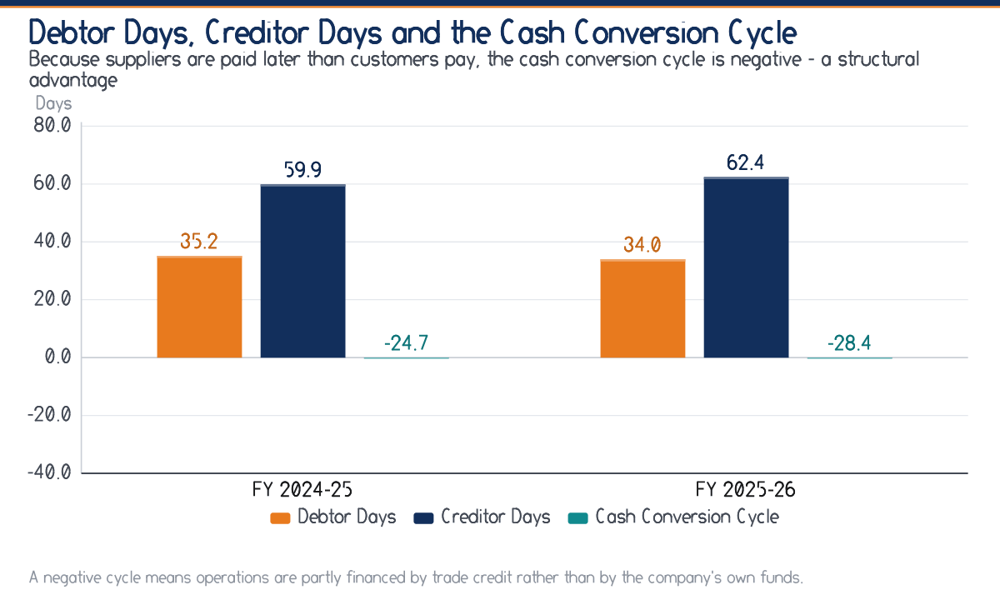 Debtor Days, Creditor Days and the Cash Conversion Cycle
Because suppliers are paid later than customers pay, the cash conversion cycle is negative - a structural
advantage
Days
80.0
60.0
40.0
20.0
0.0
-20.0
-40.0
35.2
59.9
-24.7
34.0
62.4
-28.4
FY 2024-25
FY 2025-26
Debtor Days
Creditor Days
Cash Conversion Cycle
A negative cycle means operations are partly financed by trade credit rather than by the company's own funds.